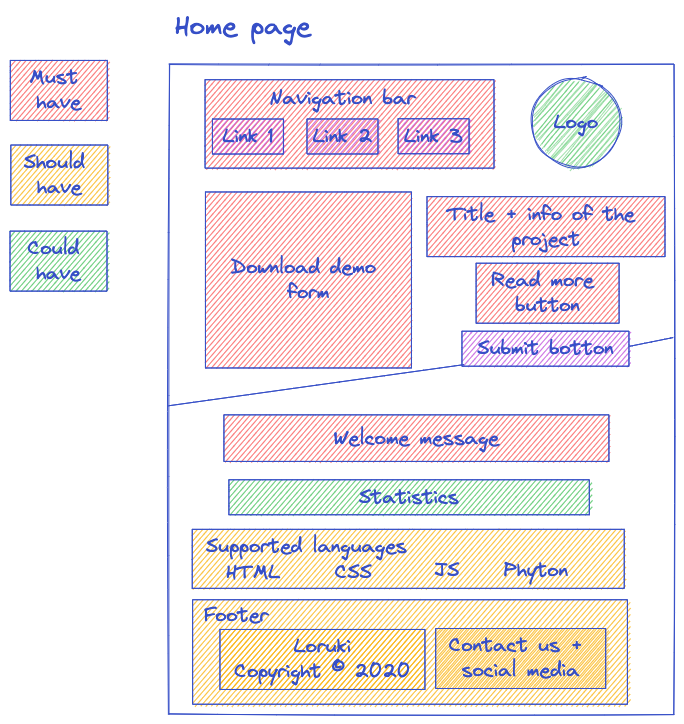 Home page
Must
have
Should
have
Could
have
Navigation bar
Link 1 Link 2 Link 3
Logo
Download demo
form
Title + info of the
project
Read more
button
Submit botton
Welcome message
Statistics
Supported languages
HTML CSS JS Phyton
Footer
Loruki
Copyright © 2020
Contact us +
social media